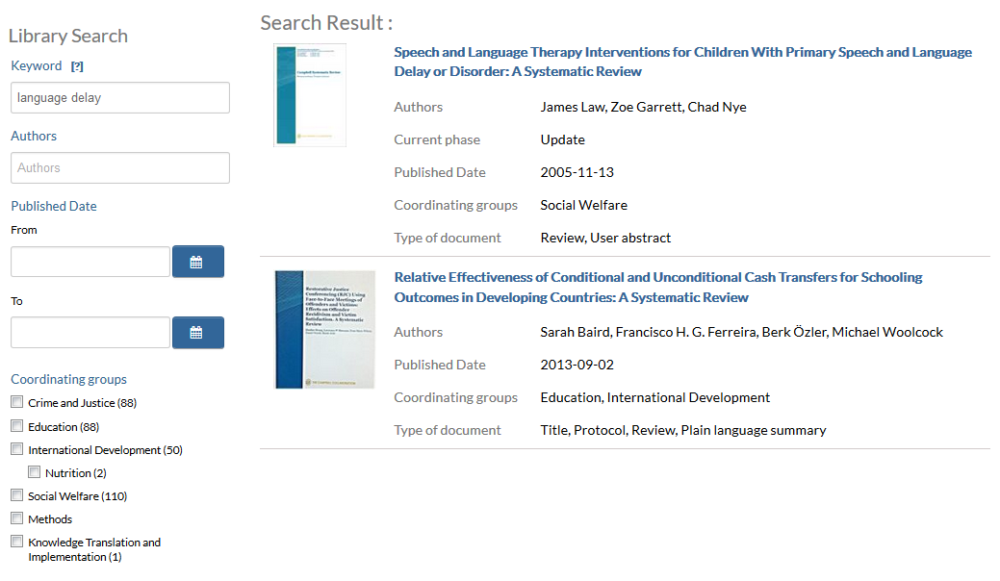 Library Search
Keyword [?]
language delay
Authors
Authors
Published Date
From
To
Coordinating groups
Crime and Justice (88)
Education (88)
International Development (50)
Nutrition (2)
Social Welfare (110)
Methods
Knowledge Translation and
Implementation (1)
Search Result :
Speech and Language Therapy Interventions for Children With Primary Speech and Language
Delay or Disorder: A Systematic Review
Authors James Law, Zoe Garrett, Chad Nye
Current phase Update
Published Date 2005-11-13
Coordinating groups Social Welfare
Type of document Review, User abstract
Restorative Justice
Conferencing (RJC) Using
Face-to-Face Meetings of
Offenders and Victims:
Effects on Offender
Recidivism and Victim
Satisfaction. A Systematic
Review
Relative Effectiveness of Conditional and Unconditional Cash Transfers for Schooling
Outcomes in Developing Countries: A Systematic Review
Authors Sarah Baird, Francisco H. G. Ferreira, Berk Özler, Michael Woolcock
Published Date 2013-09-02
Coordinating groups Education, International Development
Type of document Title, Protocol, Review, Plain language summary